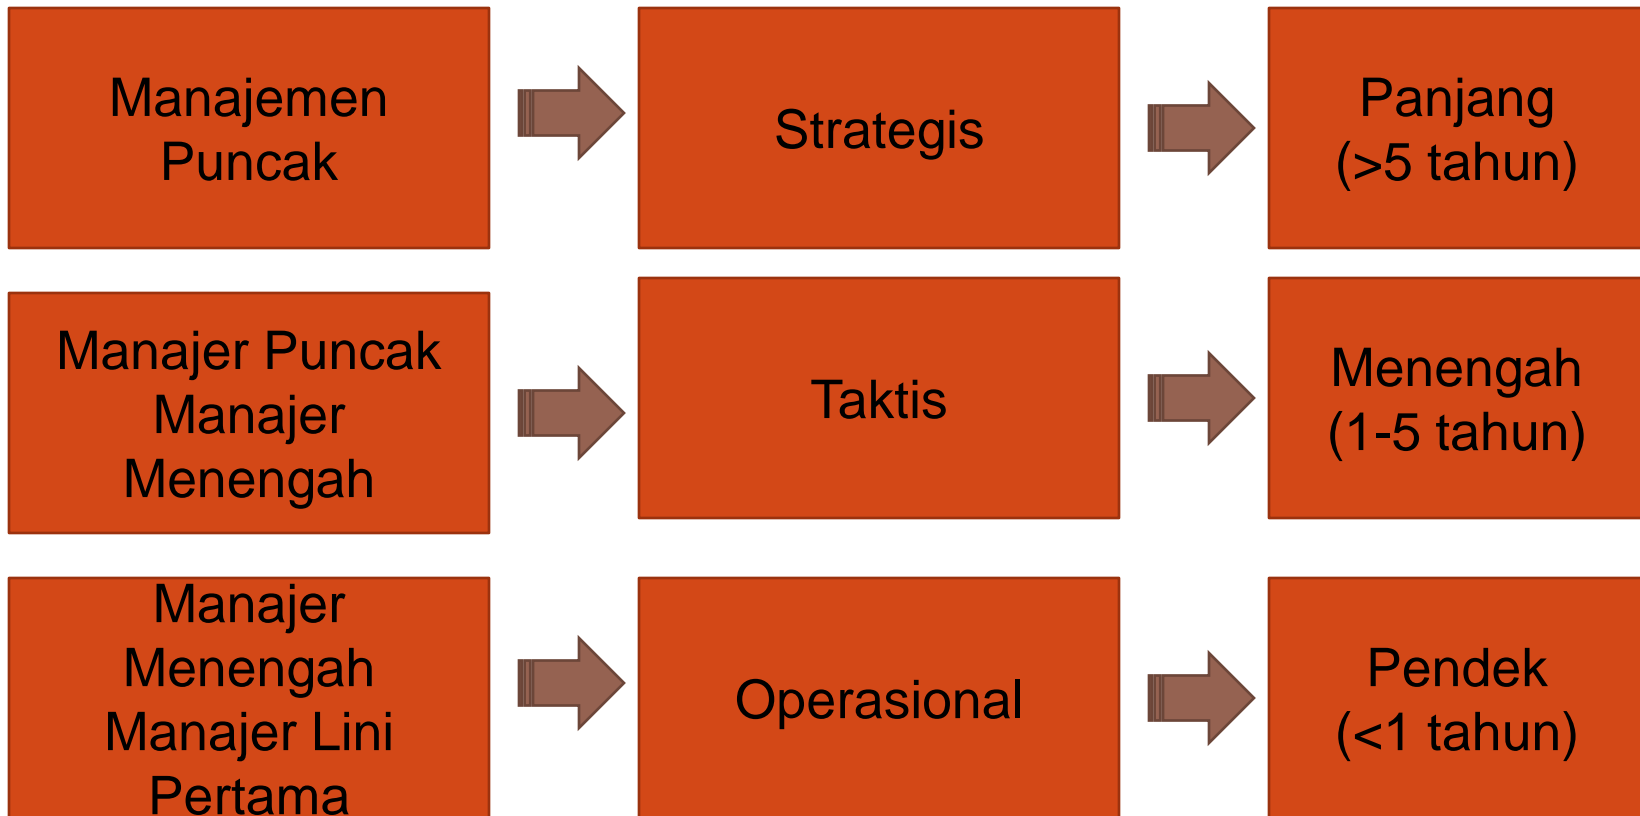 Manajemen
Puncak
Strategis
Panjang
(>5 tahun)
Manajer Puncak
Manajer
Menengah
Taktis
Menengah
(1-5 tahun)
Manajer
Menengah
Manajer Lini
Pertama
Operasional
Pendek
(<1 tahun)